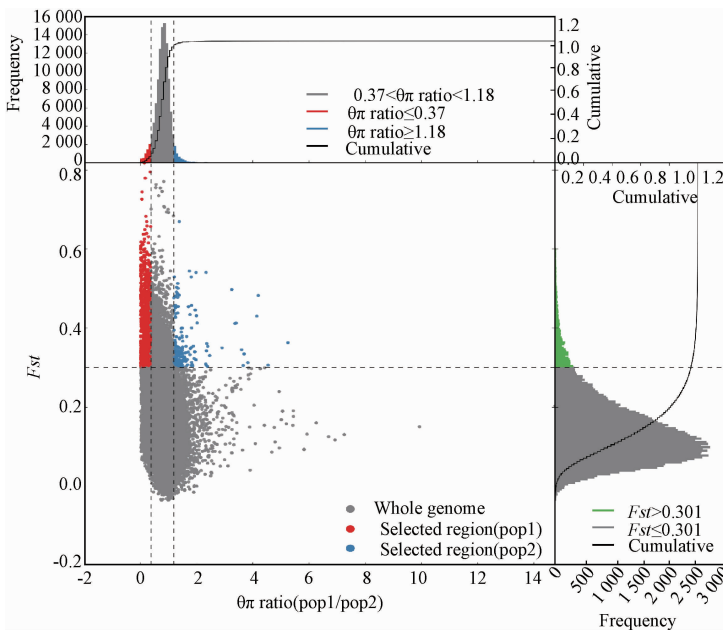 Frequency
16 000
14 000
12 000
10 000
8 000
6 000
4 000
2 000
0
1.2
1.0
0.8
0.6
0.4
0.2
0.0
Cumulative
0.37<θπ ratio<1.18
θπ ratio≤0.37
θπ ratio≥1.18
Cumulative
0.8
0.6
0.4
0.2
0.0
-0.2
Fst
Whole genome
Selected region(pop1)
Selected region(pop2)
-2 0 2 4 6 8 10 12 14
θπ ratio(pop1/pop2)
0.2 0.4 0.6 0.8 1.0 1.2
Cumulative
Fst>0.301
Fst≤0.301
Cumulative
0 500 1 000 1 500 2 000 2 500 3 000
Frequency